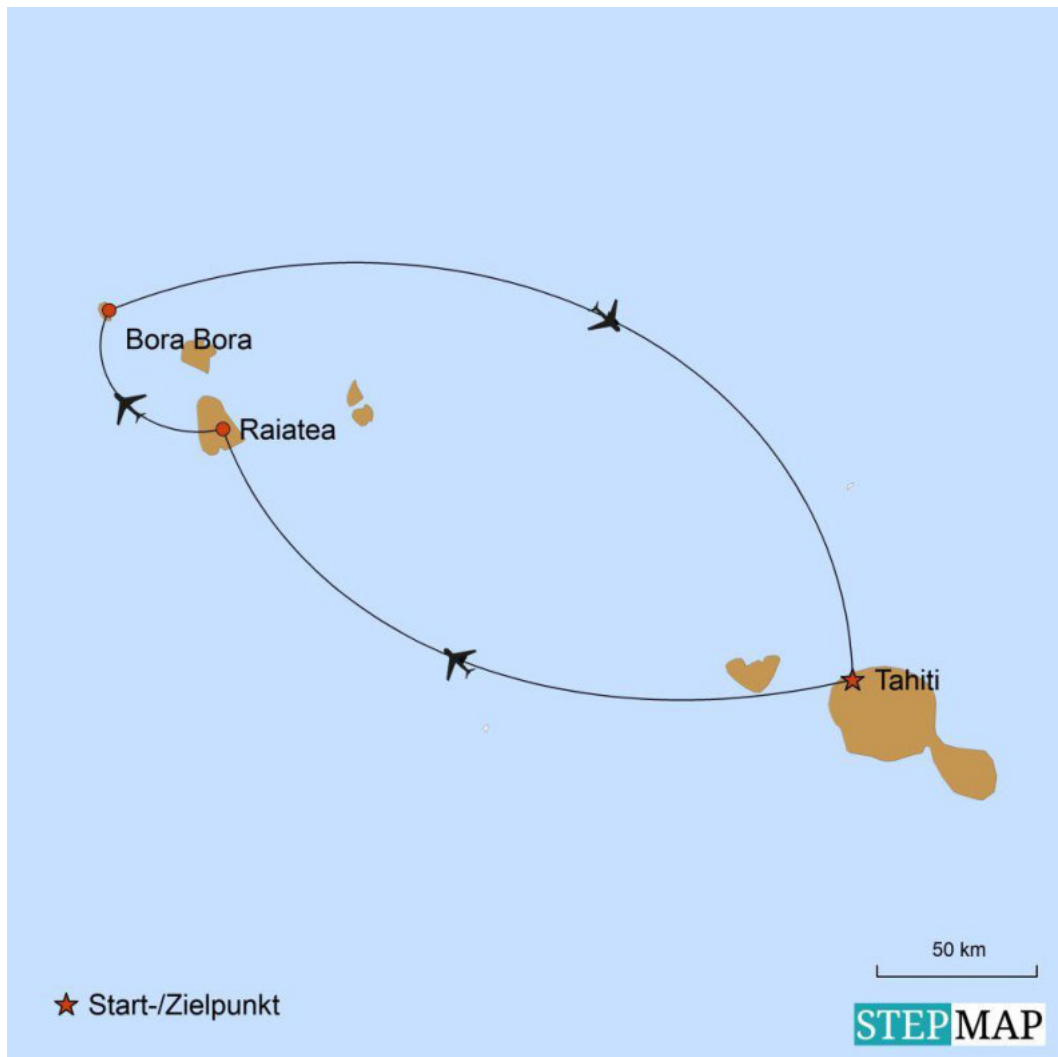 Bora Bora
Raiatea
Tahiti
50 km
Start-/Zielpunkt
STEPMAP